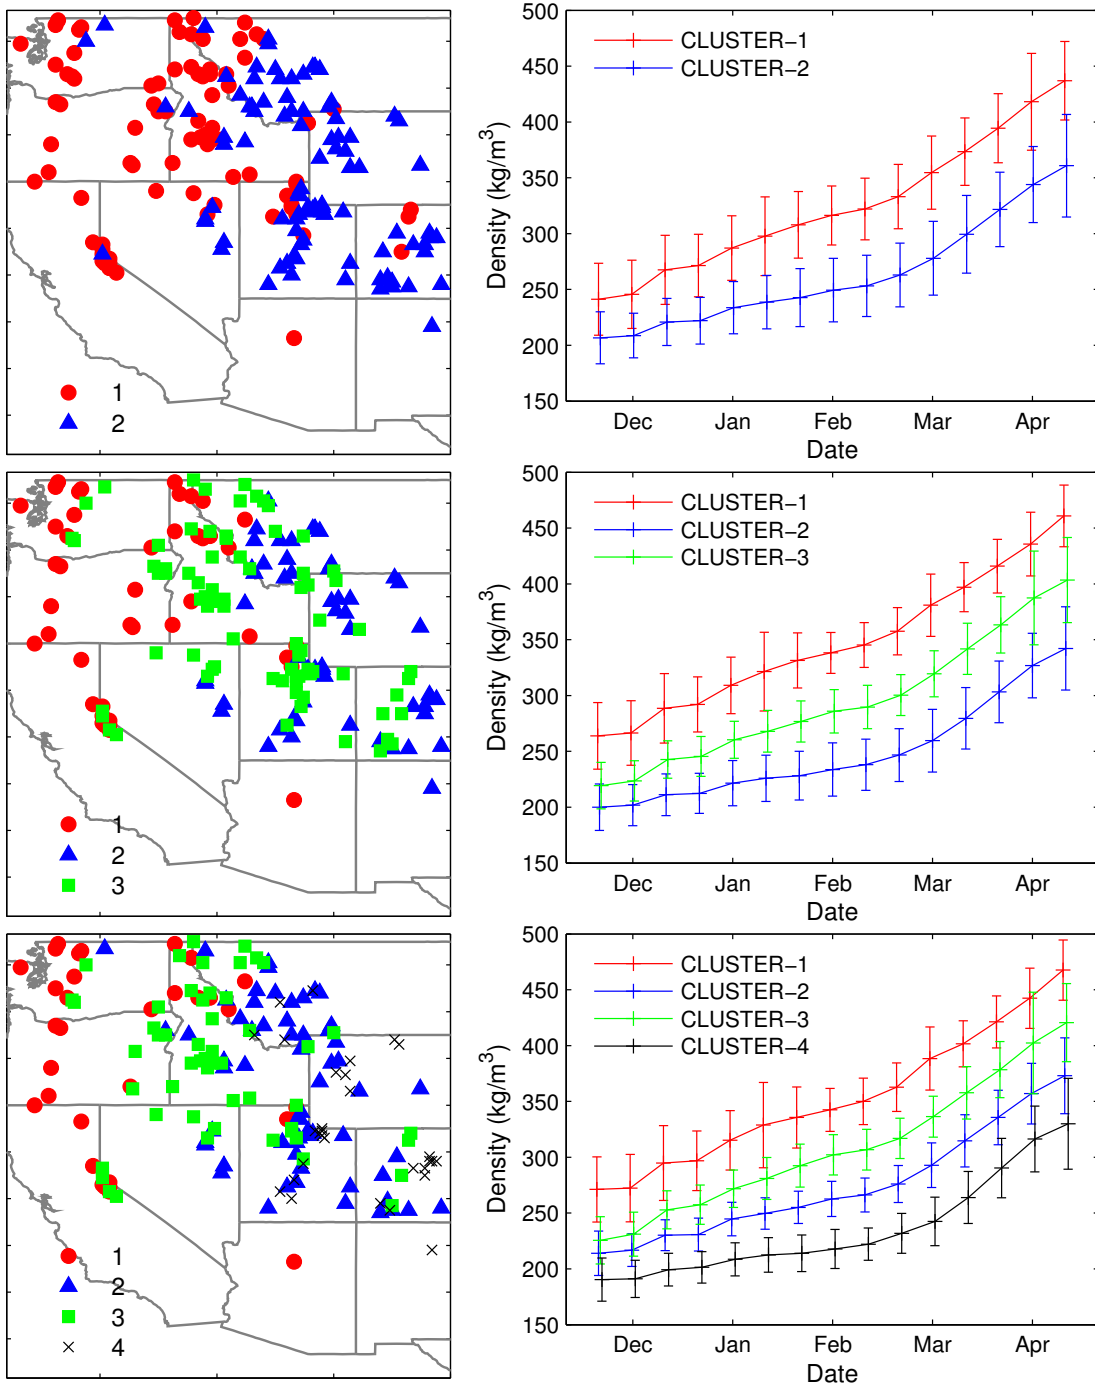 1
2
500
450
400
350
300
250
200
150
Density (kg/m³)
CLUSTER−1
CLUSTER−2
Dec Jan Feb Mar Apr
Date
1
2
3
500
450
400
350
300
250
200
150
Density (kg/m³)
CLUSTER−1
CLUSTER−2
CLUSTER−3
Dec Jan Feb Mar Apr
Date
1
2
3
4
500
450
400
350
300
250
200
150
Density (kg/m³)
CLUSTER−1
CLUSTER−2
CLUSTER−3
CLUSTER−4
Dec Jan Feb Mar Apr
Date